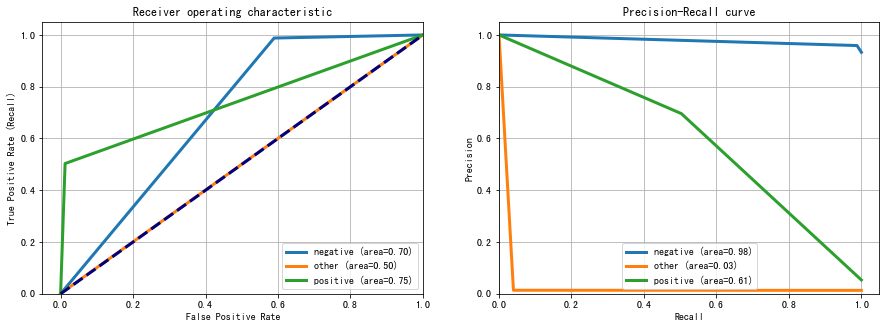 Receiver operating characteristic
True Positive Rate (Recall)
1.0
0.8
0.6
0.4
0.2
0.0
negative (area=0.70)
other (area=0.50)
positive (area=0.75)
0.0 0.2 0.4 0.6 0.8 1.0
False Positive Rate
Precision-Recall curve
Precision
1.0
0.8
0.6
0.4
0.2
0.0
negative (area=0.98)
other (area=0.03)
positive (area=0.61)
0.0 0.2 0.4 0.6 0.8 1.0
Recall